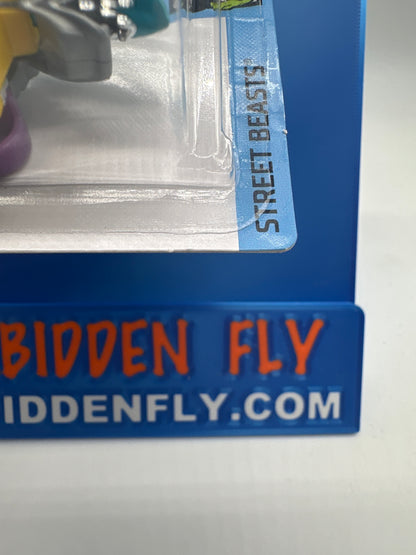 STREET BEASTS
BIDDEN FLY
IDDENFLY.COM